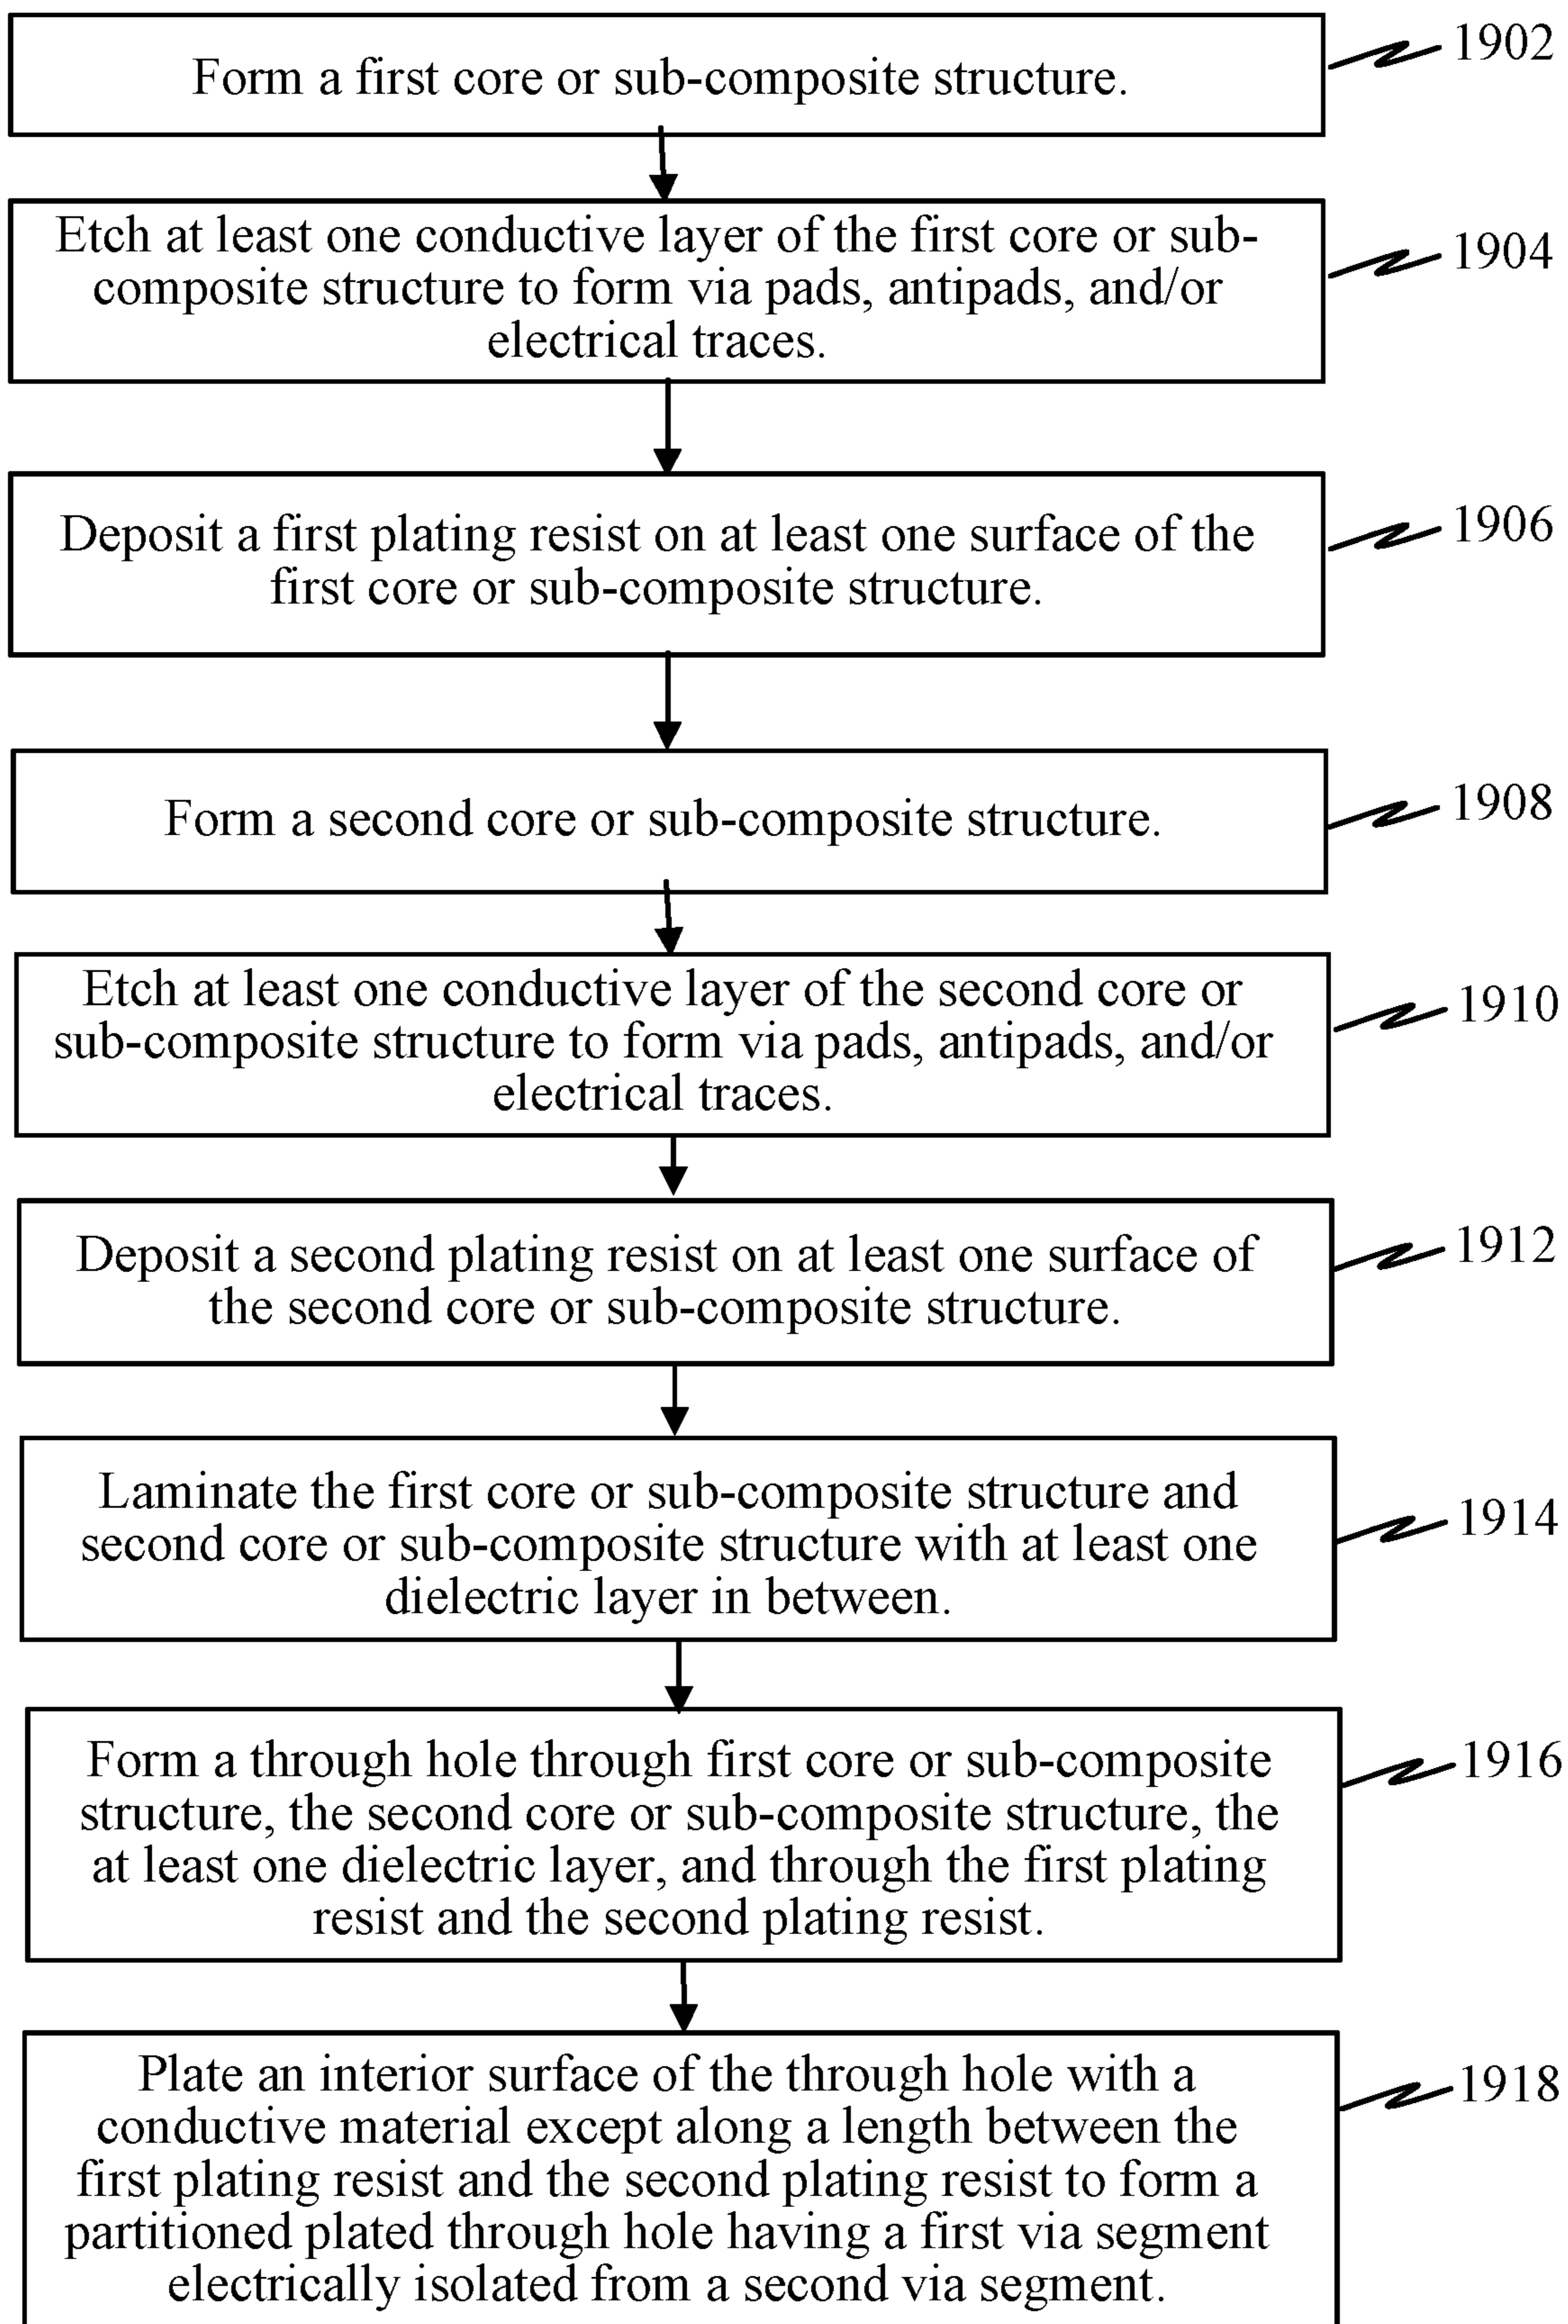 Form a first core or sub-composite structure.
1902
Etch at least one conductive layer of the first core or sub-
composite structure to form via pads, antipads, and/or
electrical traces.
1904
Deposit a first plating resist on at least one surface of the
first core or sub-composite structure.
1906
Form a second core or sub-composite structure.
1908
Etch at least one conductive layer of the second core or
sub-composite structure to form via pads, antipads, and/or
electrical traces.
1910
Deposit a second plating resist on at least one surface of
the second core or sub-composite structure.
1912
Laminate the first core or sub-composite structure and
second core or sub-composite structure with at least one
dielectric layer in between.
1914
Form a through hole through first core or sub-composite
structure, the second core or sub-composite structure, the
at least one dielectric layer, and through the first plating
resist and the second plating resist.
1916
Plate an interior surface of the through hole with a
conductive material except along a length between the
first plating resist and the second plating resist to form a
partitioned plated through hole having a first via segment
electrically isolated from a second via segment.
1918